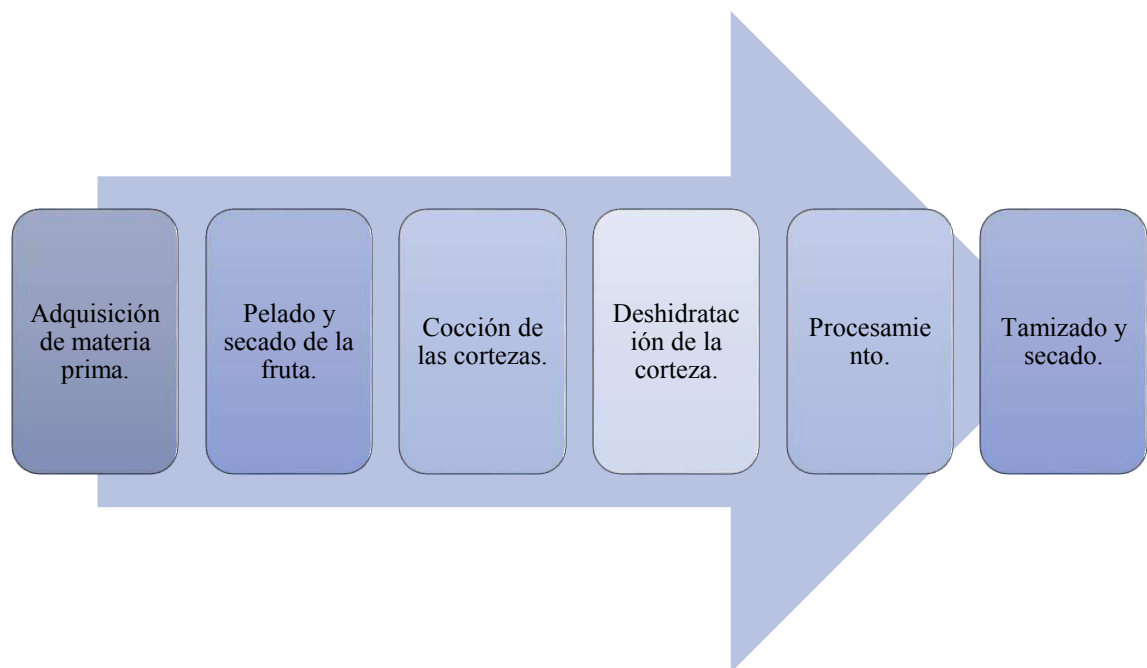 Adquisición
de materia
prima.
Pelado y
secado de la
fruta.
Cocción de
las cortezas.
Deshidratac
ión de la
corteza.
Procesamie
nto.
Tamizado y
secado.